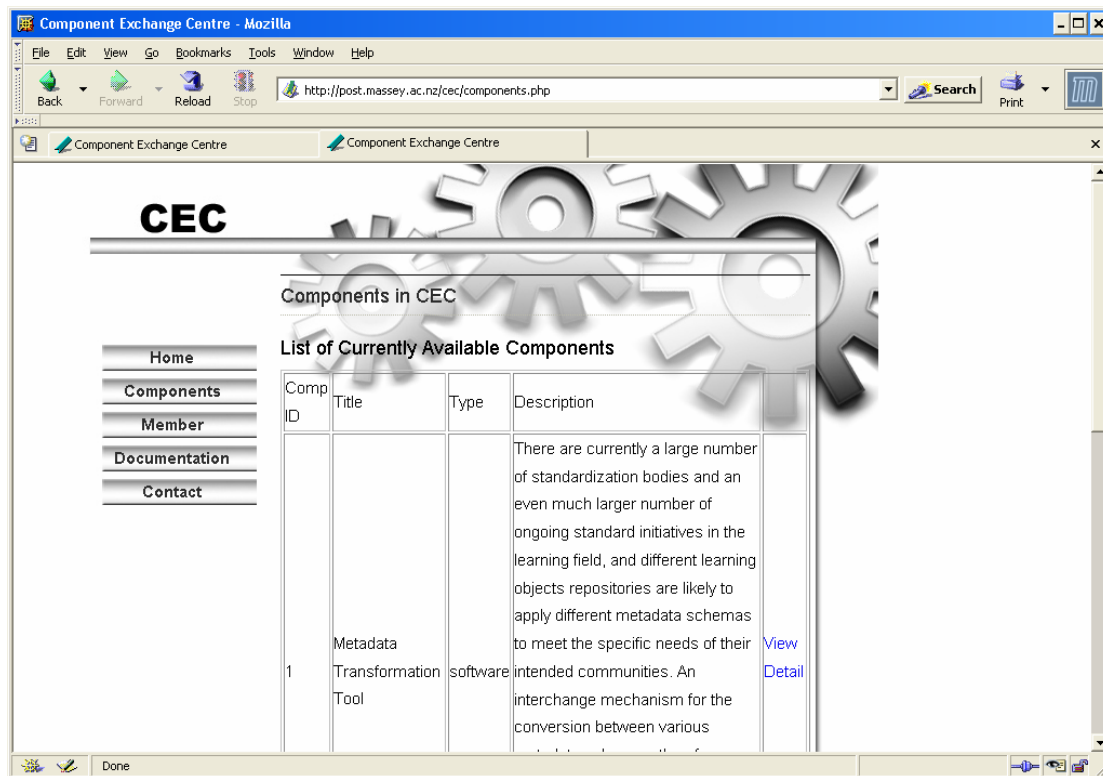 Component Exchange Centre - Mozilla
File Edit View Go Bookmarks Tools Window Help
Back Forward Reload Stop http://post.massey.ac.nz/cec/components.php Search Print
Component Exchange Centre Component Exchange Centre
CEC
Components in CEC
Home
Components
Member
Documentation
Contact
List of Currently Available Components
Comp
ID
Title
Type
Description
1
Metadata
Transformation
Tool
software
There are currently a large number
of standardization bodies and an
even much larger number of
ongoing standard initiatives in the
learning field, and different learning
objects repositories are likely to
apply different metadata schemas
to meet the specific needs of their
intended communities. An
interchange mechanism for the
conversion between various
View
Detail
Done